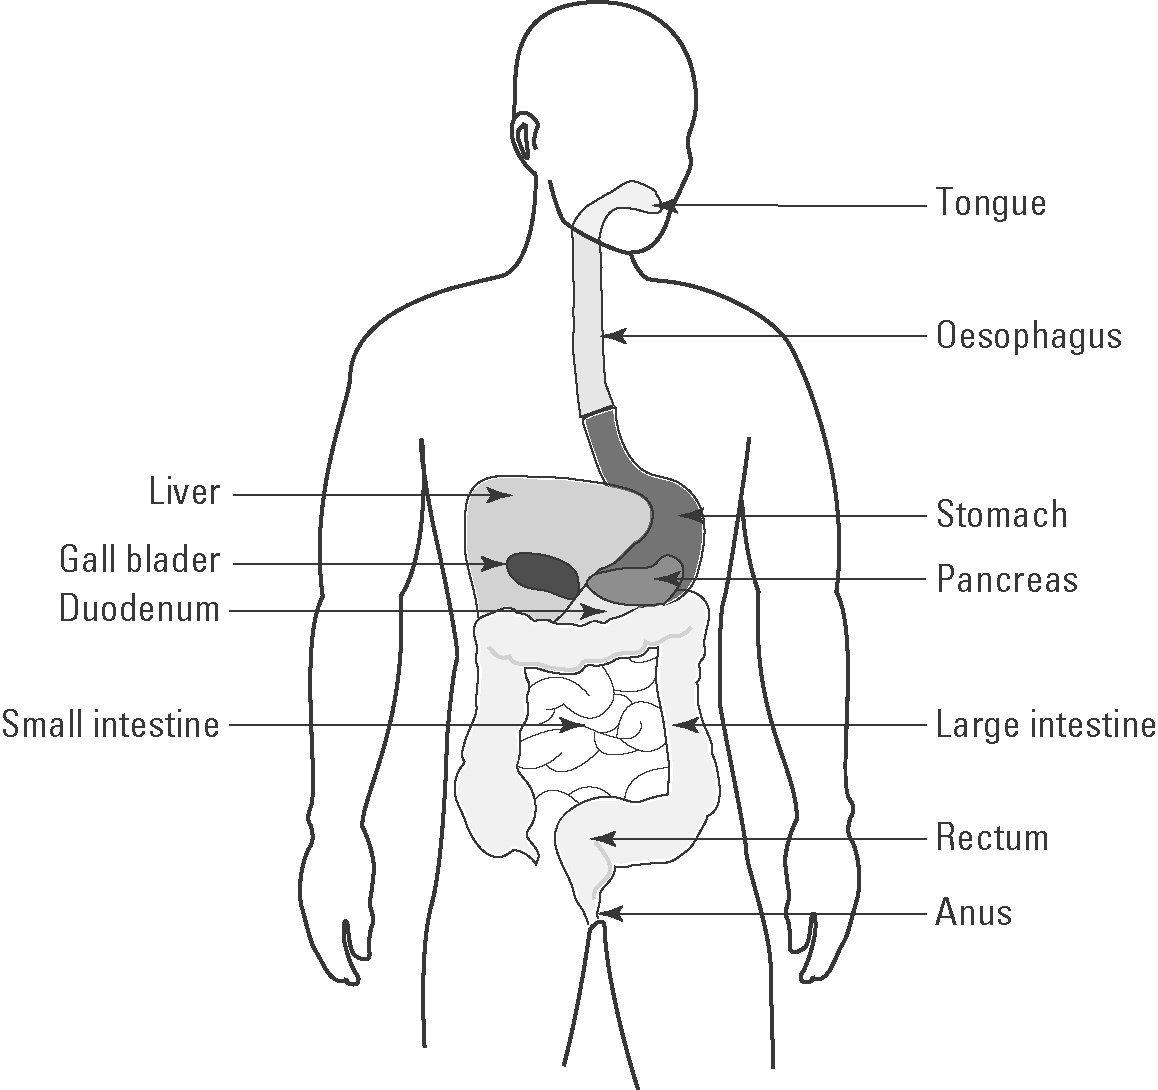 Tongue
Oesophagus
Liver
Stomach
Gall blader
Pancreas
Duodenum
Small intestine
Large intestine
Rectum
Anus